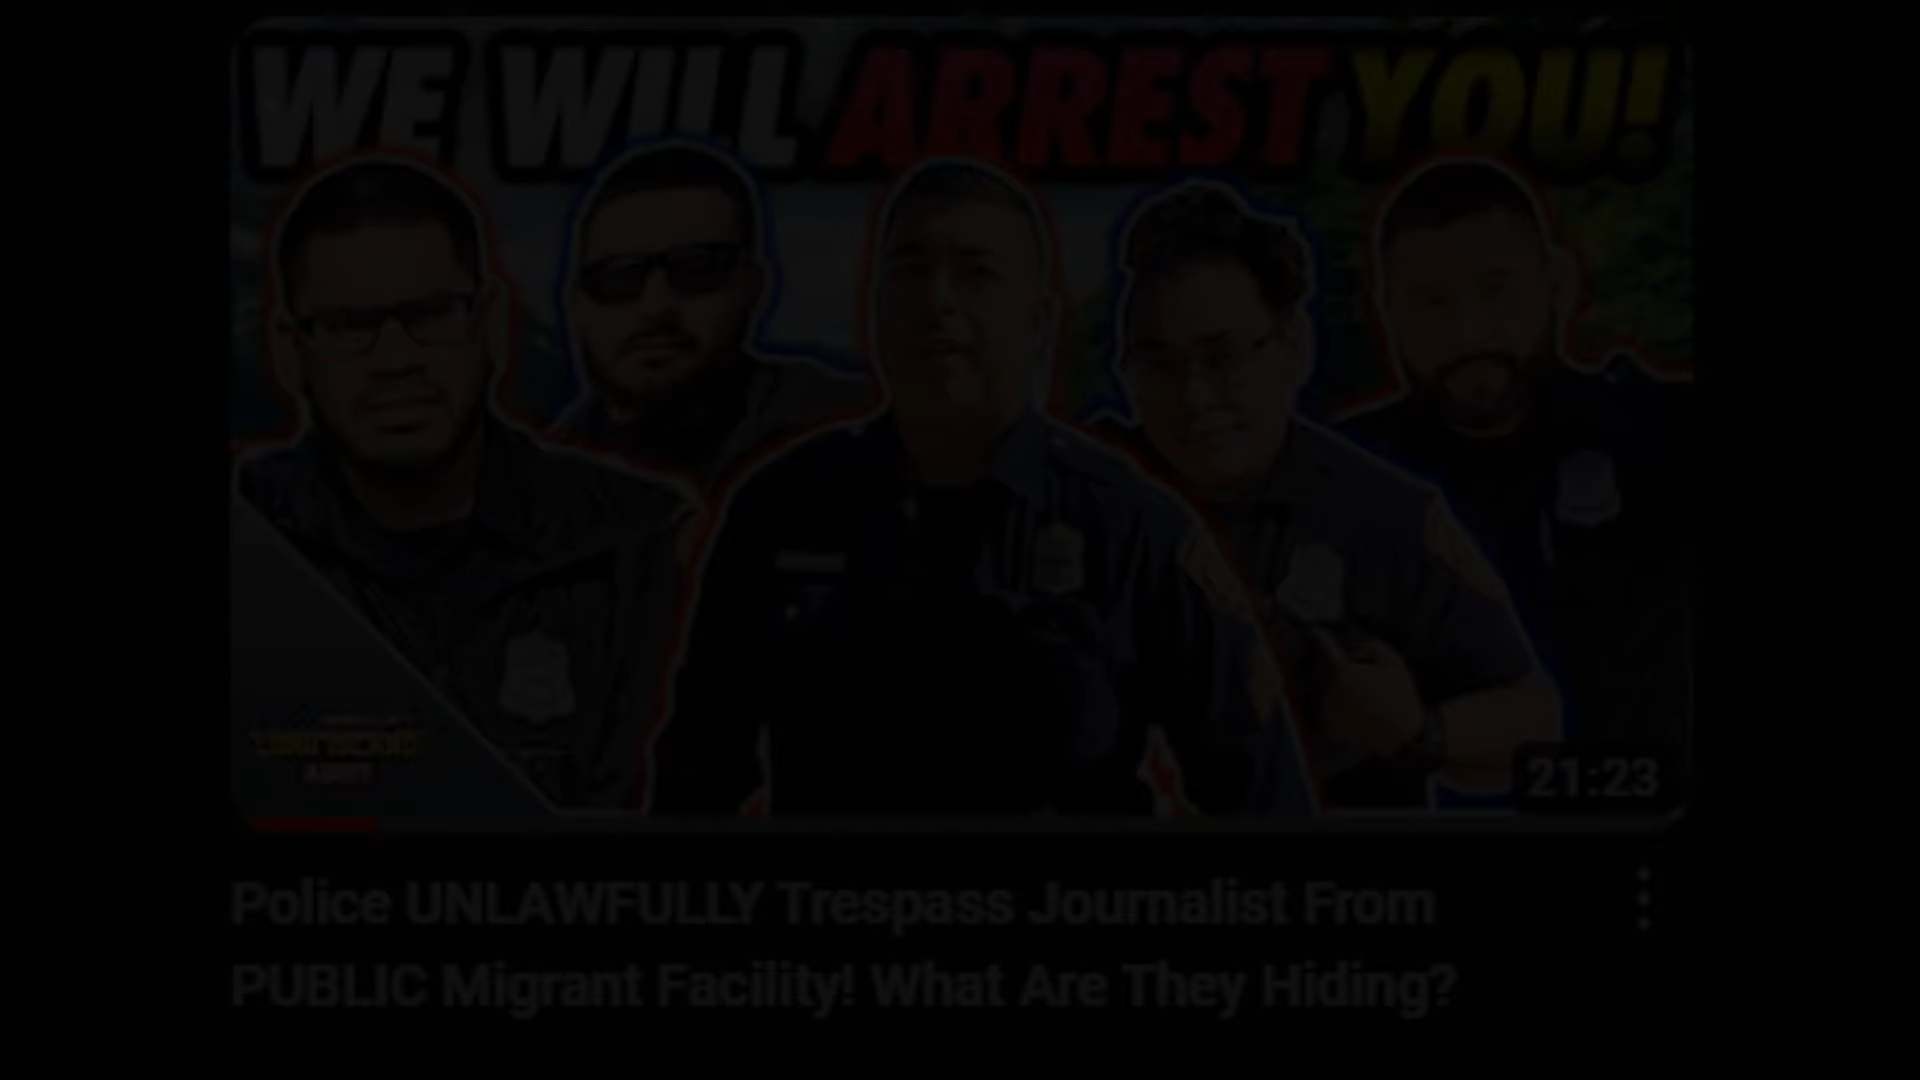 WE WILL ARREST YOU!
21:23
Police UNLAWFULLY Trespass Journalist From
PUBLIC Migrant Facility! What Are They Hiding?